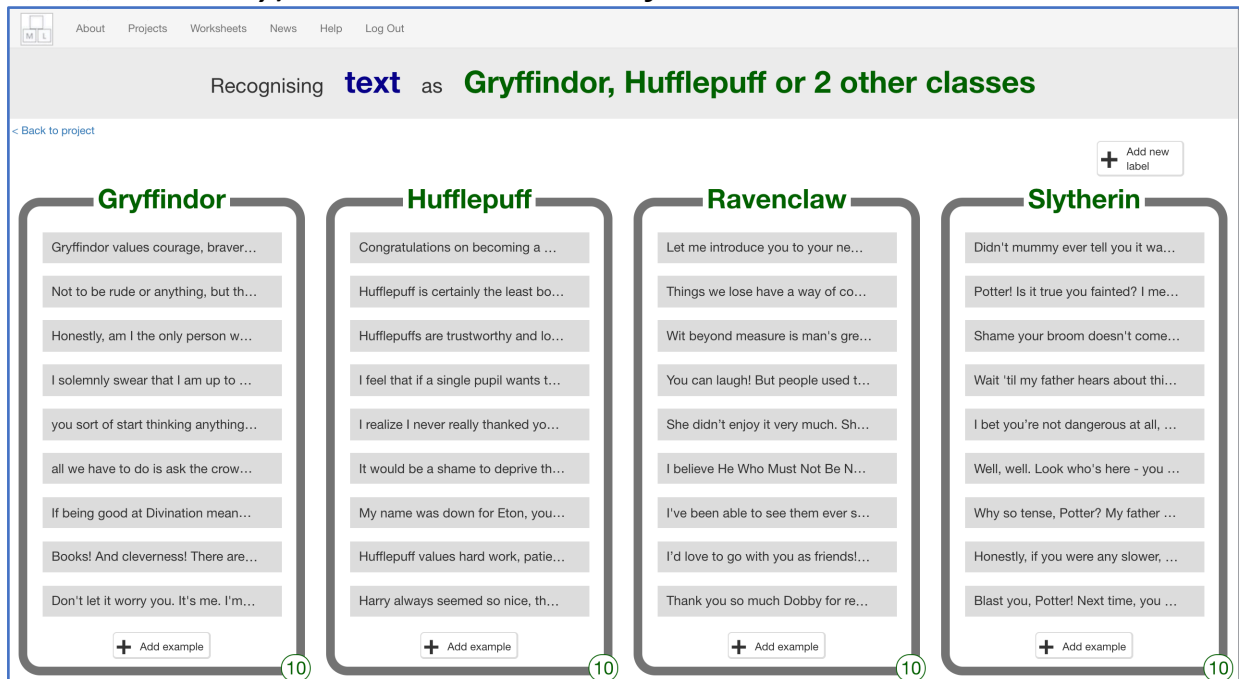 M L About Projects Worksheets News Help Log Out
Recognising text as Gryffindor, Hufflepuff or 2 other classes
< Back to project
Add new
label
Gryffindor
Gryffindor values courage, braver…
Not to be rude or anything, but th…
Honestly, am I the only person w…
I solemnly swear that I am up to …
you sort of start thinking anything…
all we have to do is ask the crow…
If being good at Divination mean…
Books! And cleverness! There are…
Don't let it worry you. It's me. I'm…
Add example
10
Hufflepuff
Congratulations on becoming a …
Hufflepuff is certainly the least bo…
Hufflepuffs are trustworthy and lo…
I feel that if a single pupil wants t…
I realize I never really thanked yo…
It would be a shame to deprive th…
My name was down for Eton, you…
Hufflepuff values hard work, patie…
Harry always seemed so nice, th…
Add example
10
Ravenclaw
Let me introduce you to your ne…
Things we lose have a way of co…
Wit beyond measure is man's gre…
You can laugh! But people used t…
She didn’t enjoy it very much. Sh…
I believe He Who Must Not Be N…
I've been able to see them ever s…
I’d love to go with you as friends!…
Thank you so much Dobby for re…
Add example
10
Slytherin
Didn't mummy ever tell you it wa…
Potter! Is it true you fainted? I me…
Shame your broom doesn't come…
Wait 'til my father hears about thi…
I bet you’re not dangerous at all, …
Well, well. Look who's here - you …
Why so tense, Potter? My father …
Honestly, if you were any slower, …
Blast you, Potter! Next time, you …
Add example
10